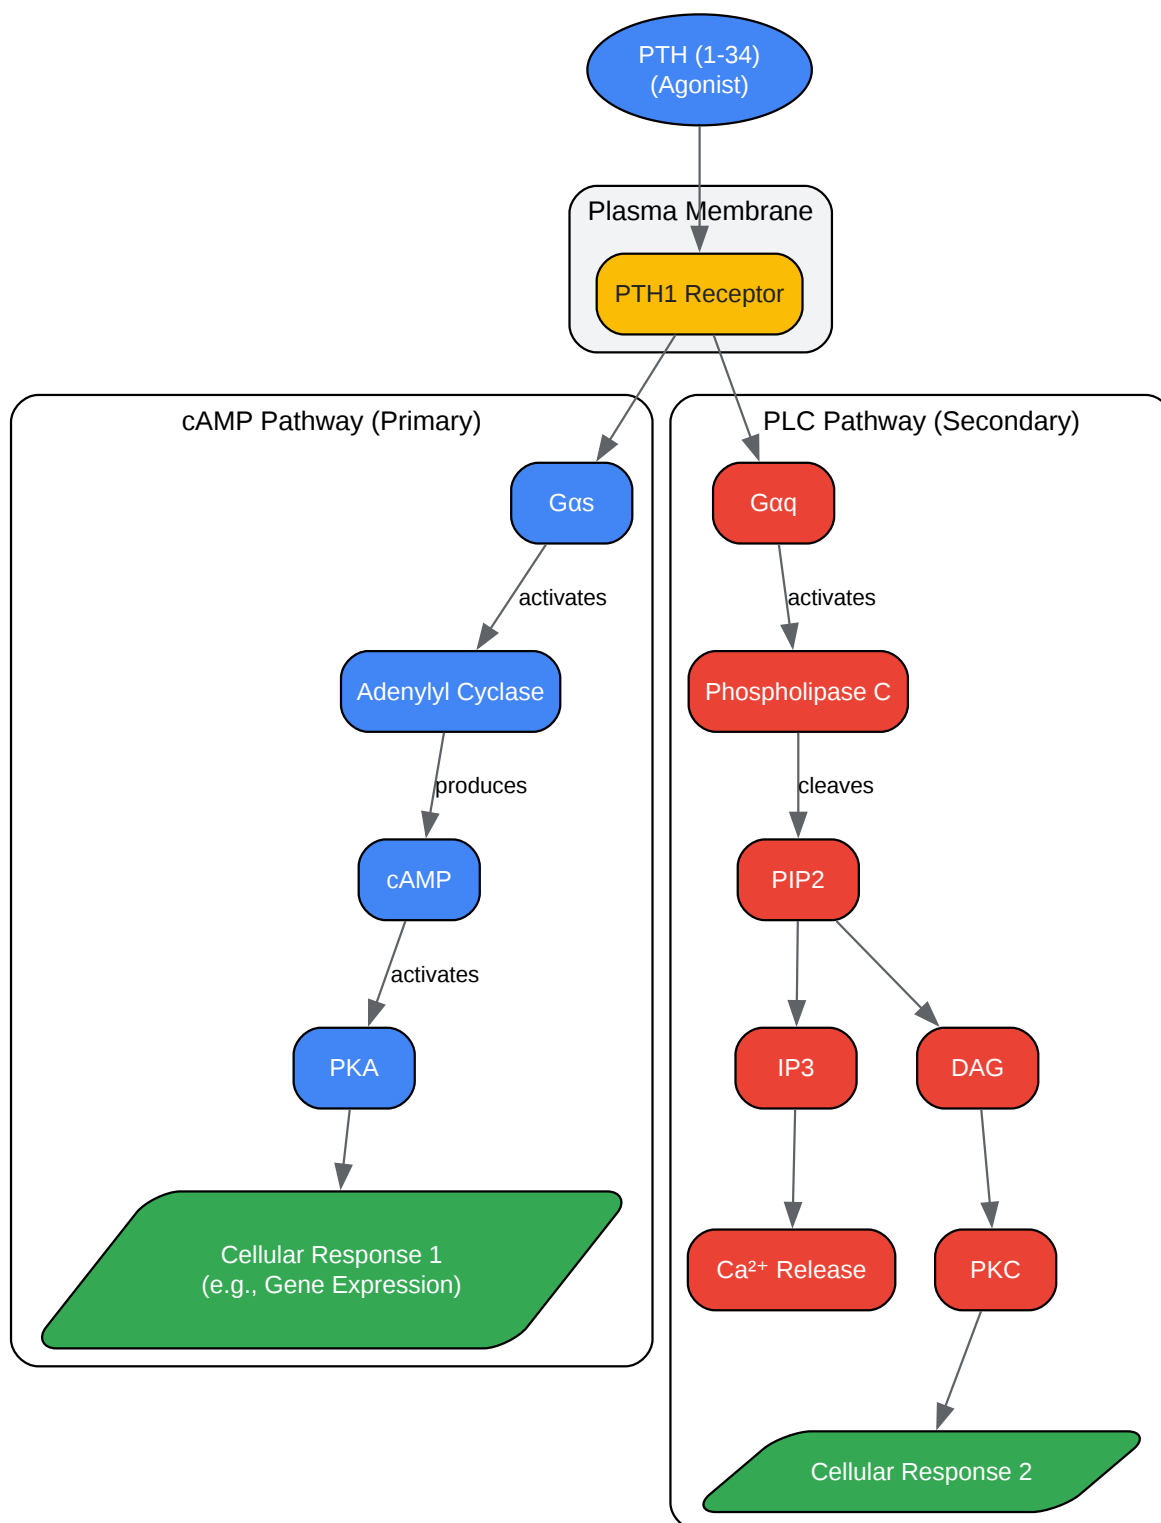 PTH (1-34)
(Agonist)
Plasma Membrane
PTH1 Receptor
cAMP Pathway (Primary)
Gαs
activates
Adenylyl Cyclase
produces
cAMP
activates
PKA
Cellular Response 1
(e.g., Gene Expression)
PLC Pathway (Secondary)
Gαq
activates
Phospholipase C
cleaves
PIP2
IP3
DAG
Ca²⁺ Release
PKC
Cellular Response 2